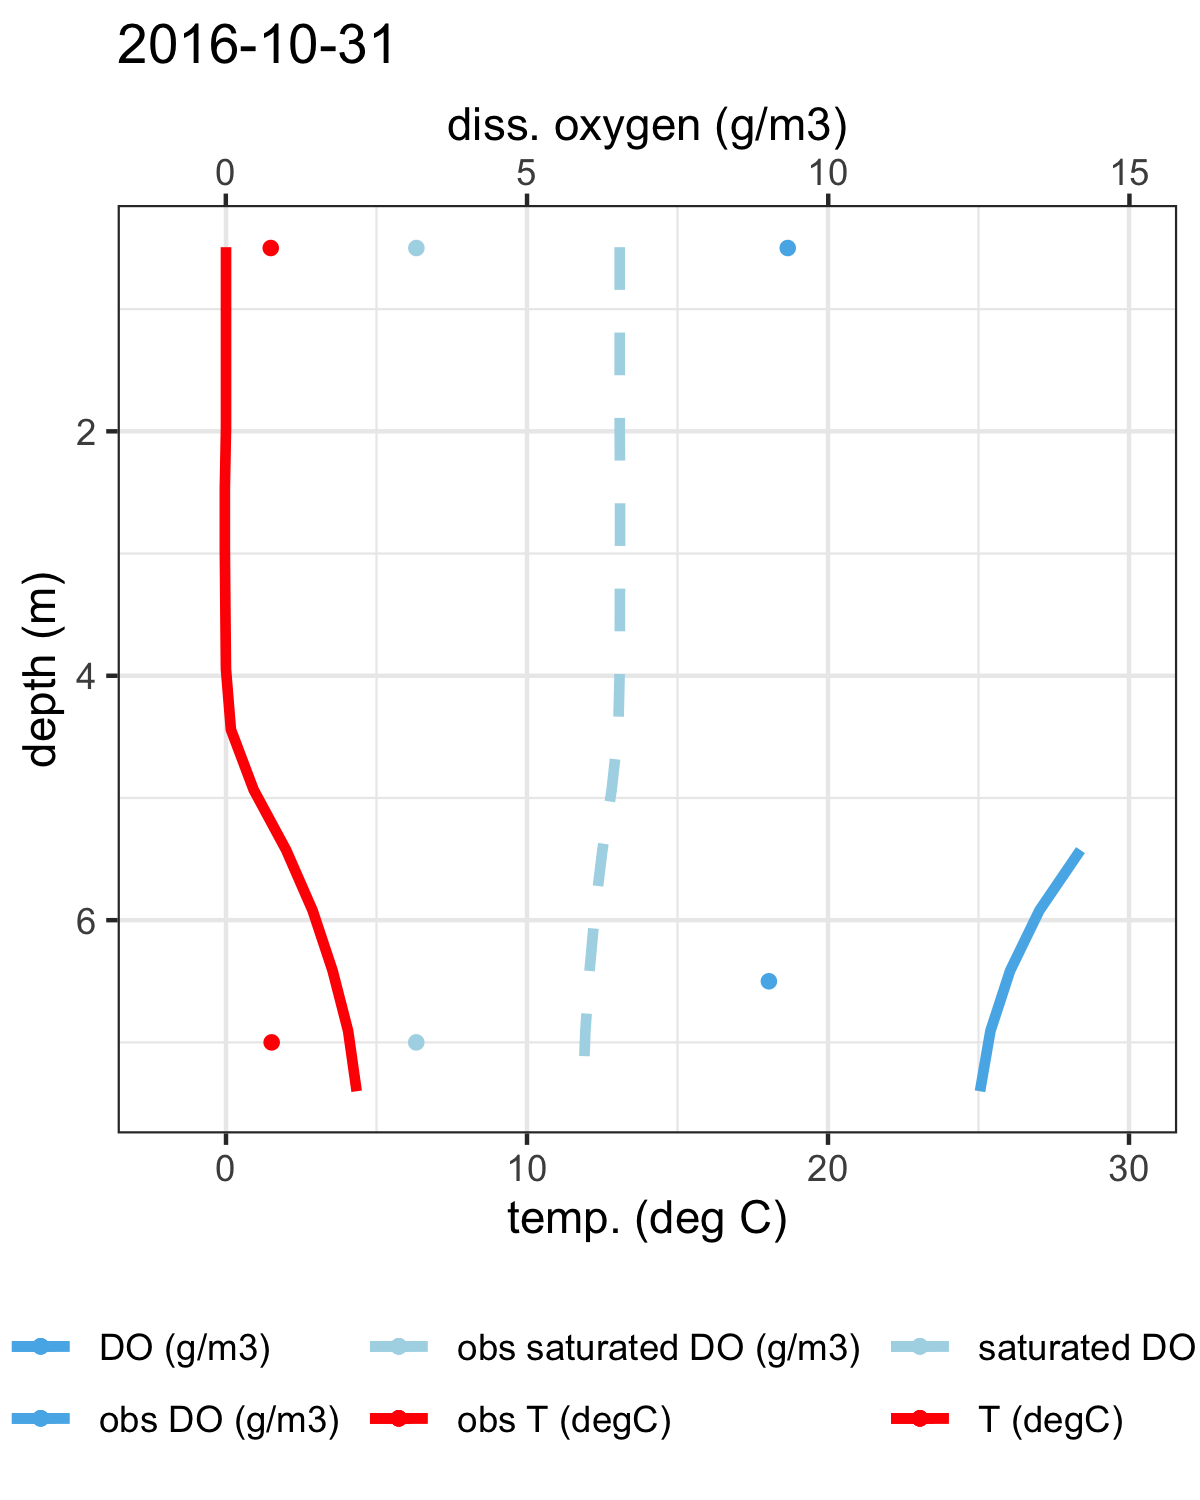 2016-10-31
diss. oxygen (g/m3)
0 5 10 15
2
4
6
depth (m)
0 10 20 30
temp. (deg C)
DO (g/m3) obs saturated DO (g/m3) saturated DO
obs DO (g/m3) obs T (degC) T (degC)